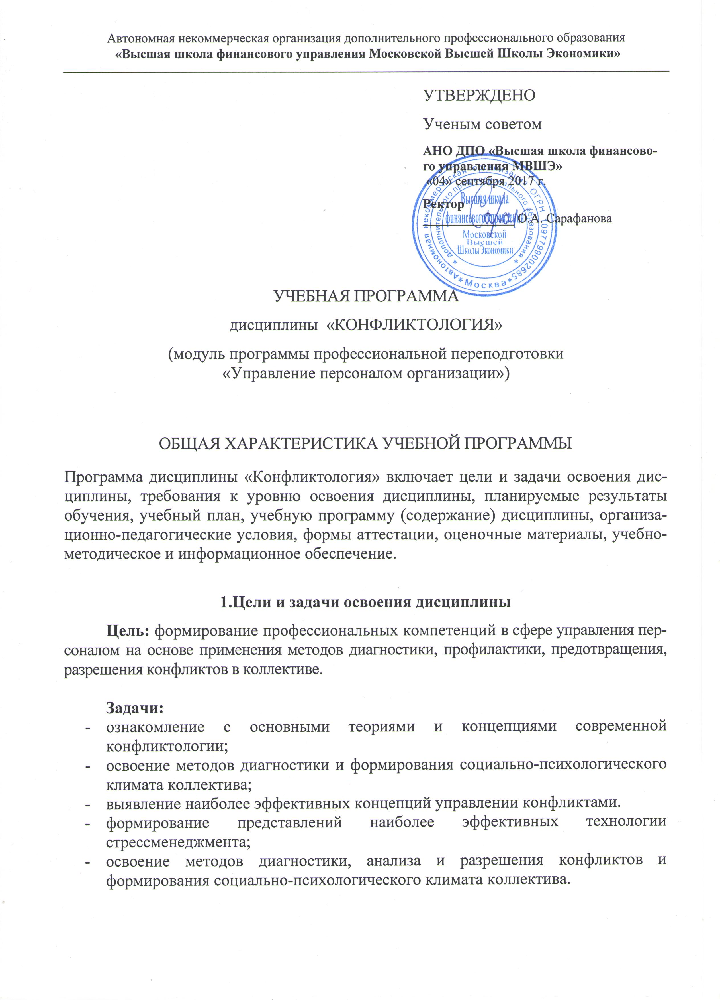 Автономная некоммерческая организация дополнительного профессионального образования
«Высшая школа финансового управления Московской Высшей Школы Экономики»
УТВЕРЖДЕНО
Ученым советом
АНО ДПО «Высшая школа финансово-
го управления МВШЭ»
«04» сентября 2017 г.
Ректор
О.А. Сарафанова
Автономная некоммерческая организация ОГРН 1097799002685*Москва*
* дополнительного профессионального образования *
Высшая школа
финансового управления
Московской
Высшей
Школы Экономики
УЧЕБНАЯ ПРОГРАММА
дисциплины «КОНФЛИКТОЛОГИЯ»
(модуль программы профессиональной переподготовки
«Управление персоналом организации»)
ОБЩАЯ ХАРАКТЕРИСТИКА УЧЕБНОЙ ПРОГРАММЫ
Программа дисциплины «Конфликтология» включает цели и задачи освоения дис-
циплины, требования к уровню освоения дисциплины, планируемые результаты
обучения, учебный план, учебную программу (содержание) дисциплины, организа-
ционно-педагогические условия, формы аттестации, оценочные материалы, учебно-
методическое и информационное обеспечение.
1.Цели и задачи освоения дисциплины
Цель: формирование профессиональных компетенций в сфере управления пер-
соналом на основе применения методов диагностики, профилактики, предотвращения,
разрешения конфликтов в коллективе.
Задачи:
- ознакомление с основными теориями и концепциями современной
конфликтологии;
- освоение методов диагностики и формирования социально-психологического
климата коллектива;
- выявление наиболее эффективных концепций управлении конфликтами.
- формирование представлений наиболее эффективных технологии
стрессменеджмента;
- освоение методов диагностики, анализа и разрешения конфликтов и
формирования социально-психологического климата коллектива.